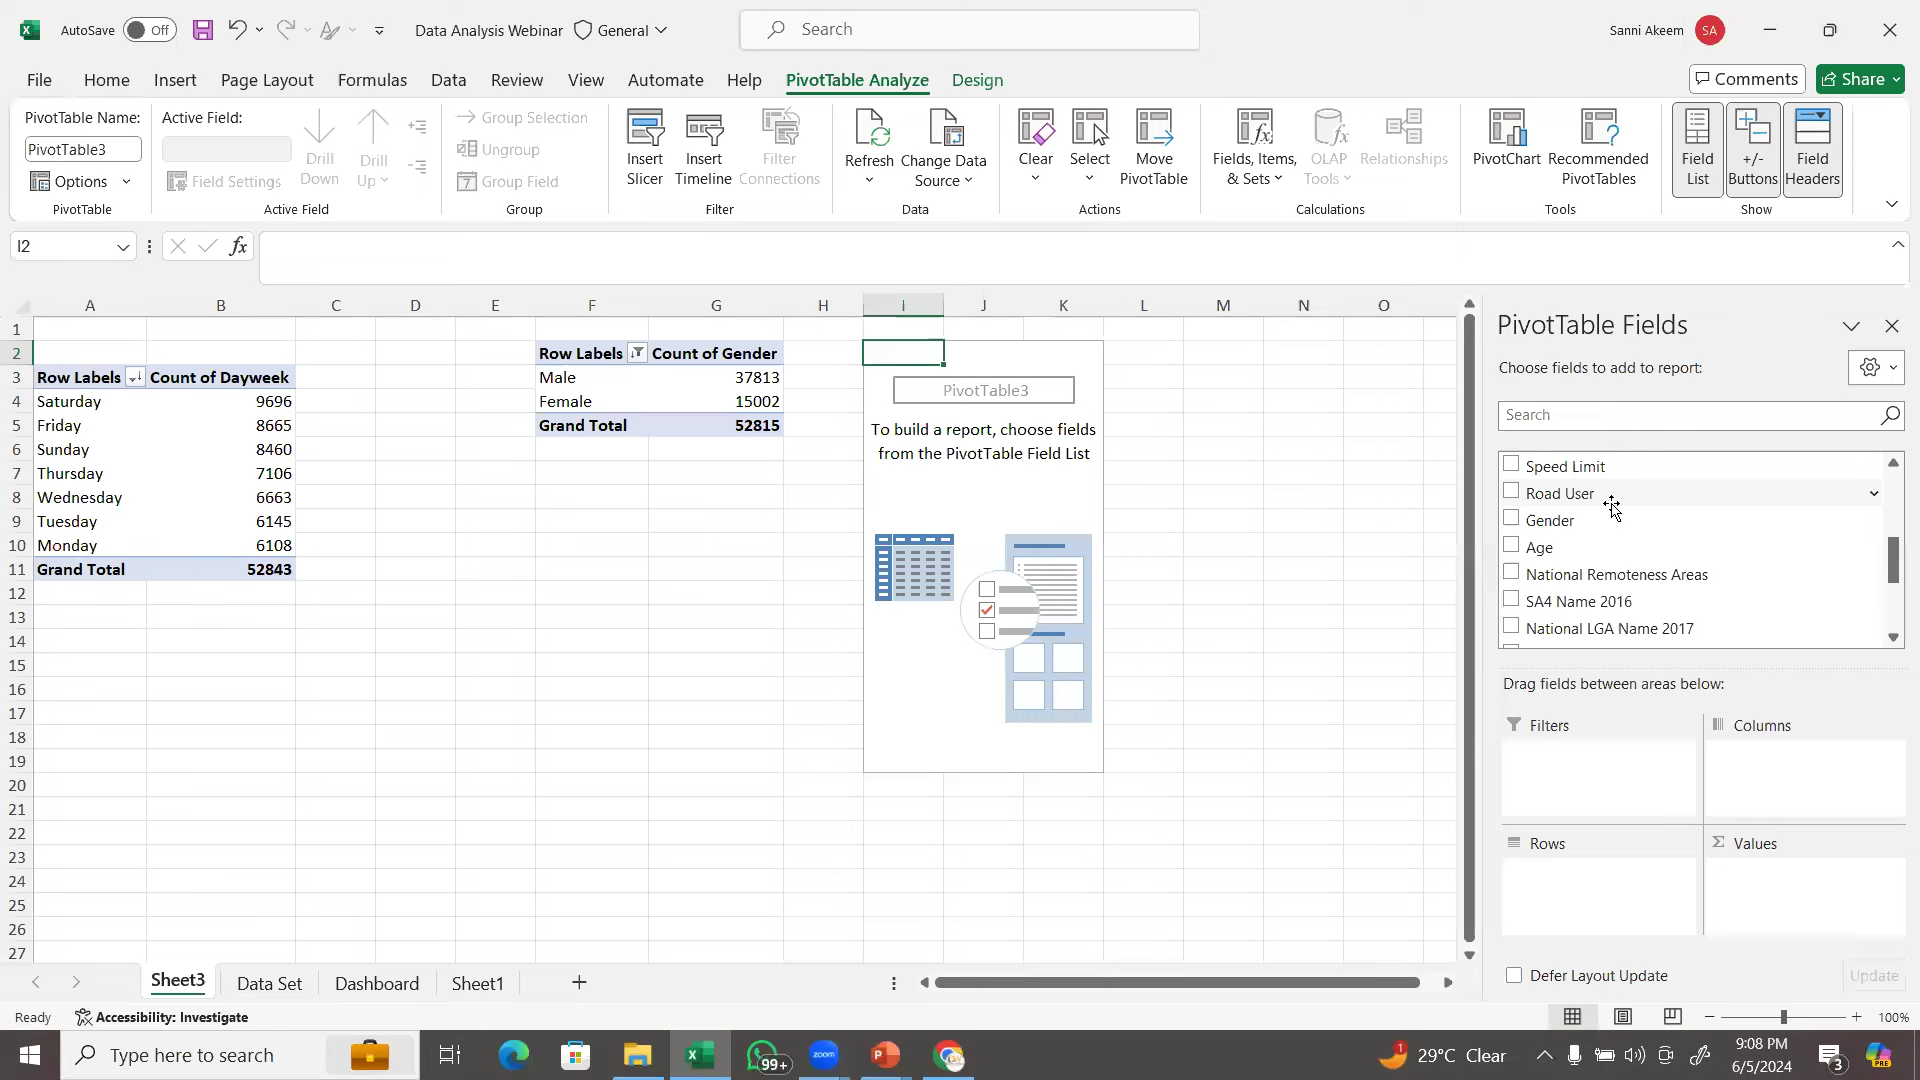 AutoSave Off Data Analysis Webinar General Search Sanni Akeem SA
File Home Insert Page Layout Formulas Data Review View Automate Help PivotTable Analyze Design Comments Share
PivotTable Name:
PivotTable3
Options
PivotTable
Active Field:
Field Settings
Drill Down
Drill Up
Active Field
Group Selection
Ungroup
Group Field
Group
Insert Slicer
Insert Timeline
Filter Connections
Filter
Refresh
Change Data Source
Data
Clear
Select
Move PivotTable
Actions
Fields, Items, & Sets
OLAP Tools
Relationships
Calculations
PivotChart
Recommended PivotTables
Tools
Field List
+/- Buttons
Field Headers
Show
I2 fx
A B C D E F G H I J K L M N O
1
2 Row Labels Count of Gender
3 Row Labels Count of Dayweek Male 37813
4 Saturday 9696 Female 15002
5 Friday 8665 Grand Total 52815
6 Sunday 8460
7 Thursday 7106
8 Wednesday 6663
9 Tuesday 6145
10 Monday 6108
11 Grand Total 52843
12
13
14
15
16
17
18
19
20
21
22
23
24
25
26
27
PivotTable3
To build a report, choose fields
from the PivotTable Field List
PivotTable Fields
Choose fields to add to report:
Search
Speed Limit
Road User
Gender
Age
National Remoteness Areas
SA4 Name 2016
National LGA Name 2017
Drag fields between areas below:
Filters
Columns
Rows
Σ Values
Defer Layout Update Update
Sheet3 Data Set Dashboard Sheet1
Ready Accessibility: Investigate 100%
Type here to search 99+ zoom 1 29°C Clear 9:08 PM
6/5/2024 3 PRE